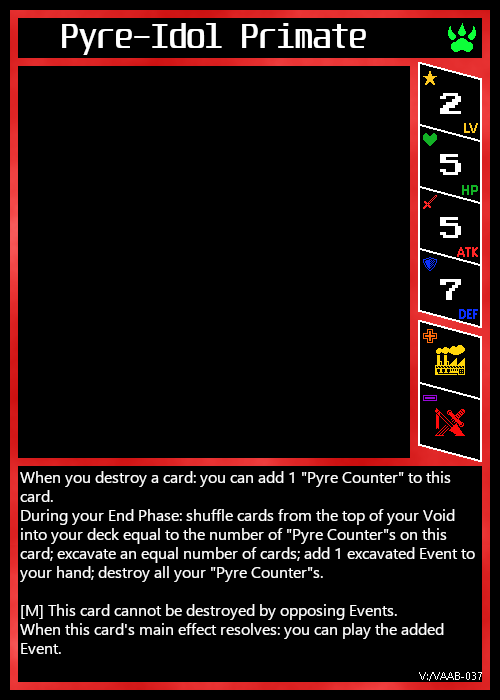 Pyre-Idol Primate
2
LV
5
HP
5
ATK
7
DEF
When you destroy a card: you can add 1 "Pyre Counter" to this
card.
During your End Phase: shuffle cards from the top of your Void
into your deck equal to the number of "Pyre Counter"s on this
card; excavate an equal number of cards; add 1 excavated Event to
your hand; destroy all your "Pyre Counter"s.
[M] This card cannot be destroyed by opposing Events.
When this card's main effect resolves: you can play the added
Event.
V:/VAAB-037